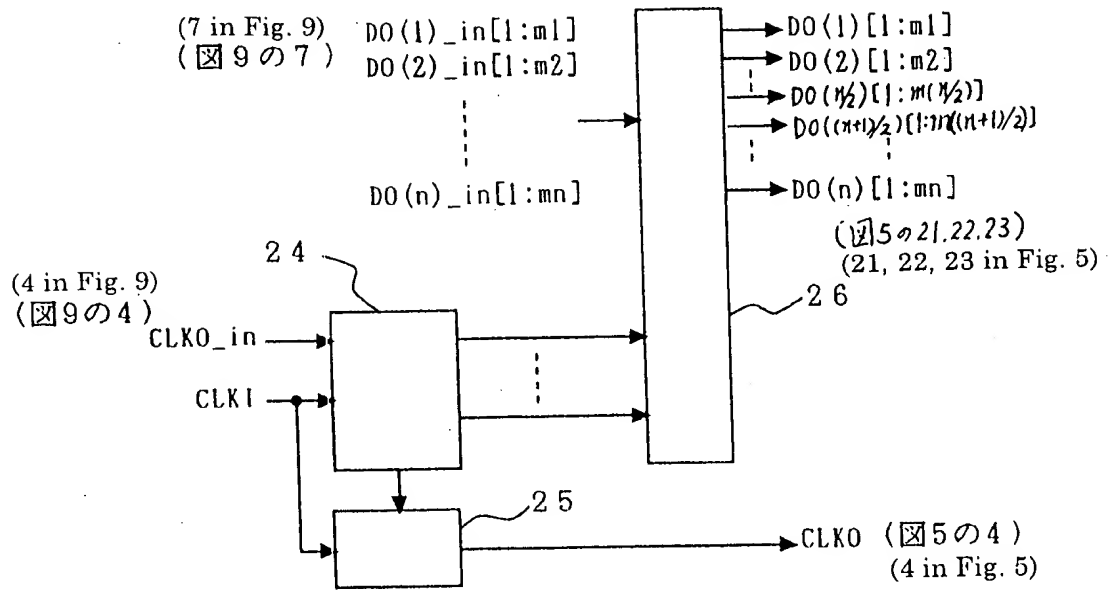 (7 in Fig. 9)
(図9の7)
DO(1)_in[1:m1]
DO(2)_in[1:m2]
DO(n)_in[1:mn]
DO(1)[1:m1]
DO(2)[1:m2]
DO(n/2)[1:m(n/2)]
DO((n+1)/2)[1:m((n+1)/2)]
DO(n)[1:mn]
(図5の21.22.23)
(21, 22, 23 in Fig. 5)
24
26
(4 in Fig. 9)
(図9の4)
CLKO_in
CLKI
25
CLKO (図5の4)
(4 in Fig. 5)